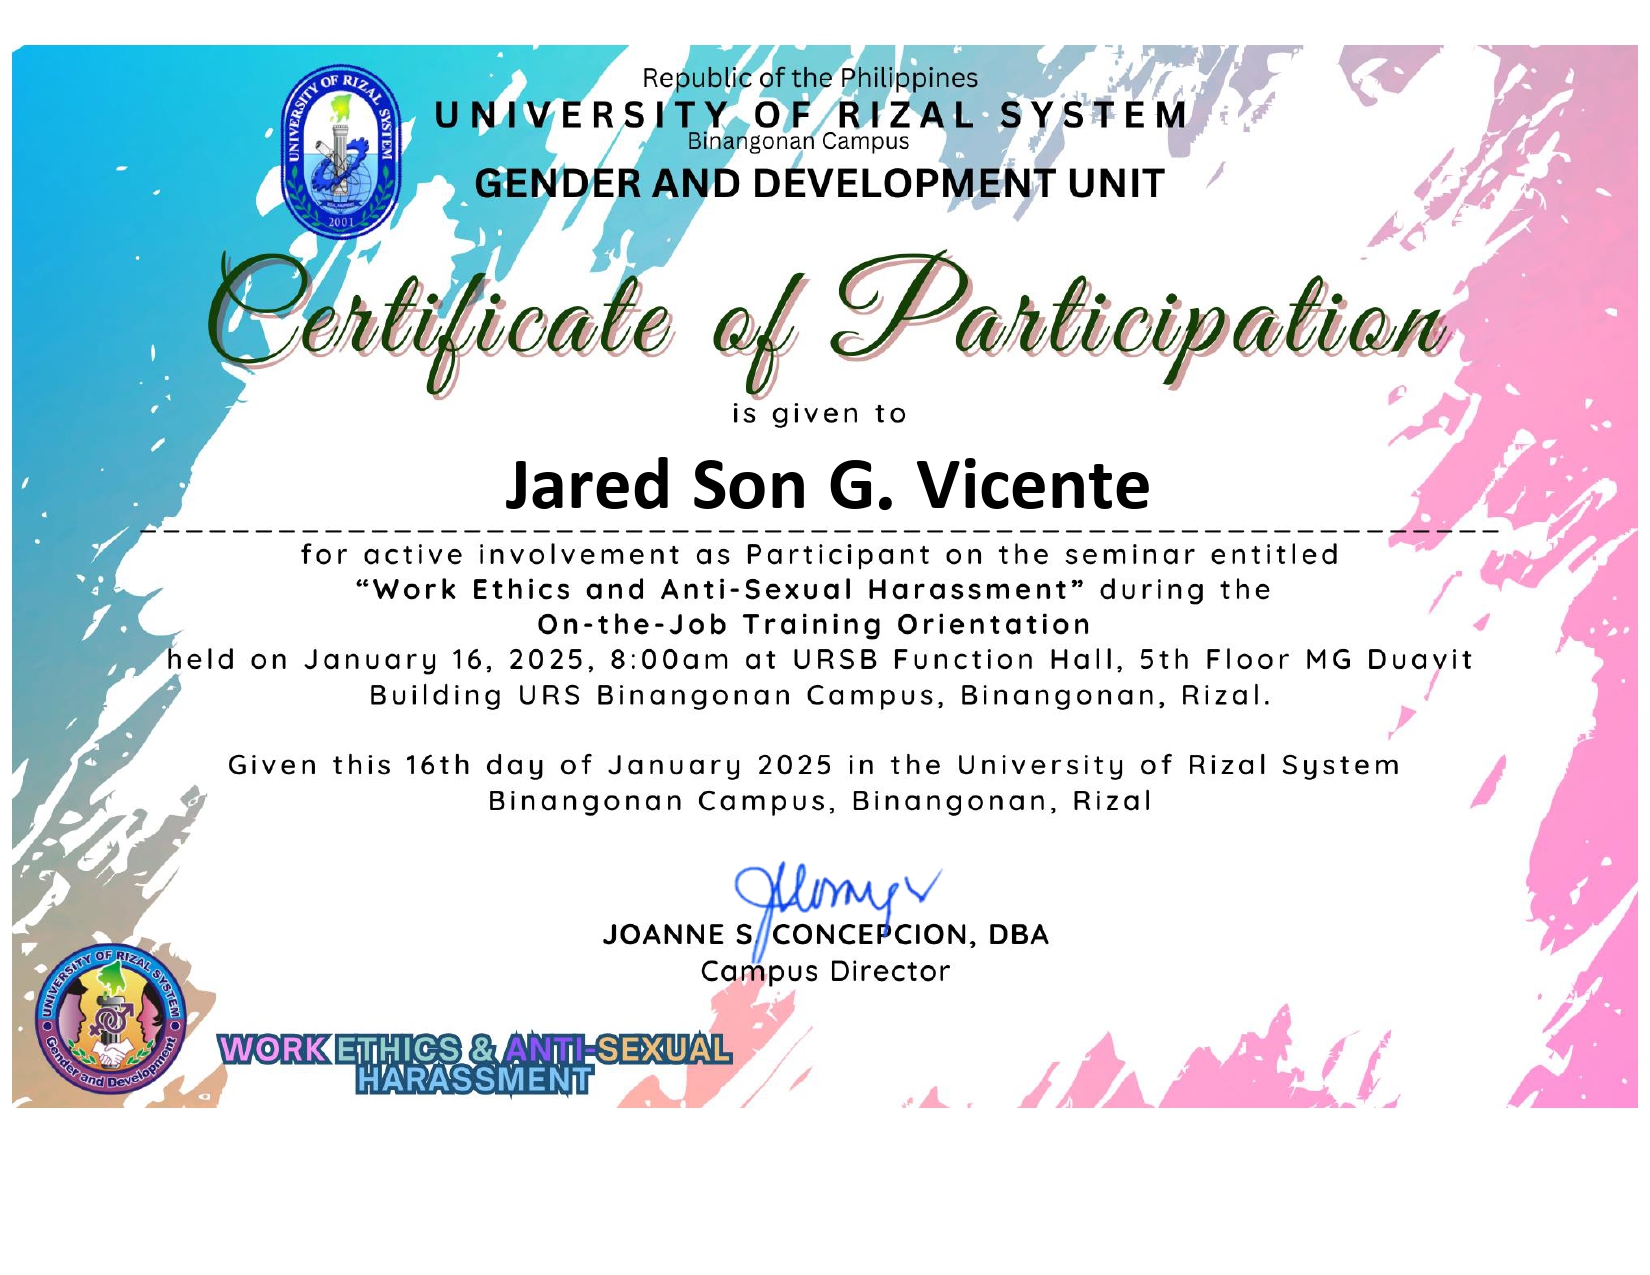 Republic of the Philippines
UNIVERSITY OF RIZAL SYSTEM
Binangonan Campus
GENDER AND DEVELOPMENT UNIT
UNIVERSITY OF RIZAL SYSTEM
2001
Certificate of Participation
is given to
Jared Son G. Vicente
for active involvement as Participant on the seminar entitled
“Work Ethics and Anti-Sexual Harassment” during the
On-the-Job Training Orientation
held on January 16, 2025, 8:00am at URSB Function Hall, 5th Floor MG Duavit
Building URS Binangonan Campus, Binangonan, Rizal.
Given this 16th day of January 2025 in the University of Rizal System
Binangonan Campus, Binangonan, Rizal
JOANNE S. CONCEPCION, DBA
Campus Director
UNIVERSITY OF RIZAL SYSTEM
Gender and Development
WORK ETHICS & ANTI-SEXUAL
HARASSMENT